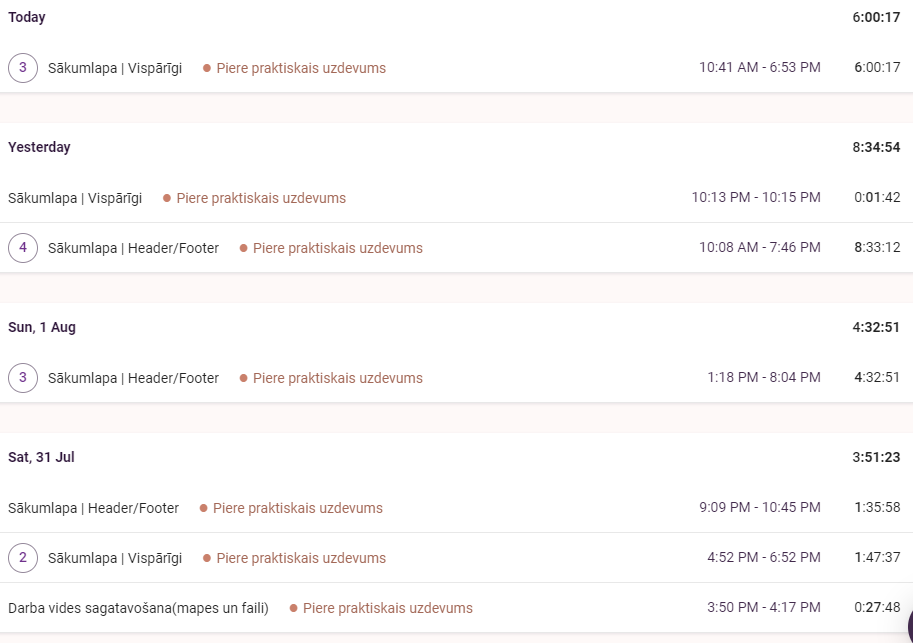 Today 6:00:17
3 Sākumlapa | Vispārīgi Piere praktiskais uzdevums 10:41 AM - 6:53 PM 6:00:17
Yesterday 8:34:54
Sākumlapa | Vispārīgi Piere praktiskais uzdevums 10:13 PM - 10:15 PM 0:01:42
4 Sākumlapa | Header/Footer Piere praktiskais uzdevums 10:08 AM - 7:46 PM 8:33:12
Sun, 1 Aug 4:32:51
3 Sākumlapa | Header/Footer Piere praktiskais uzdevums 1:18 PM - 8:04 PM 4:32:51
Sat, 31 Jul 3:51:23
Sākumlapa | Header/Footer Piere praktiskais uzdevums 9:09 PM - 10:45 PM 1:35:58
2 Sākumlapa | Vispārīgi Piere praktiskais uzdevums 4:52 PM - 6:52 PM 1:47:37
Darba vides sagatavošana(mapes un faili) Piere praktiskais uzdevums 3:50 PM - 4:17 PM 0:27:48